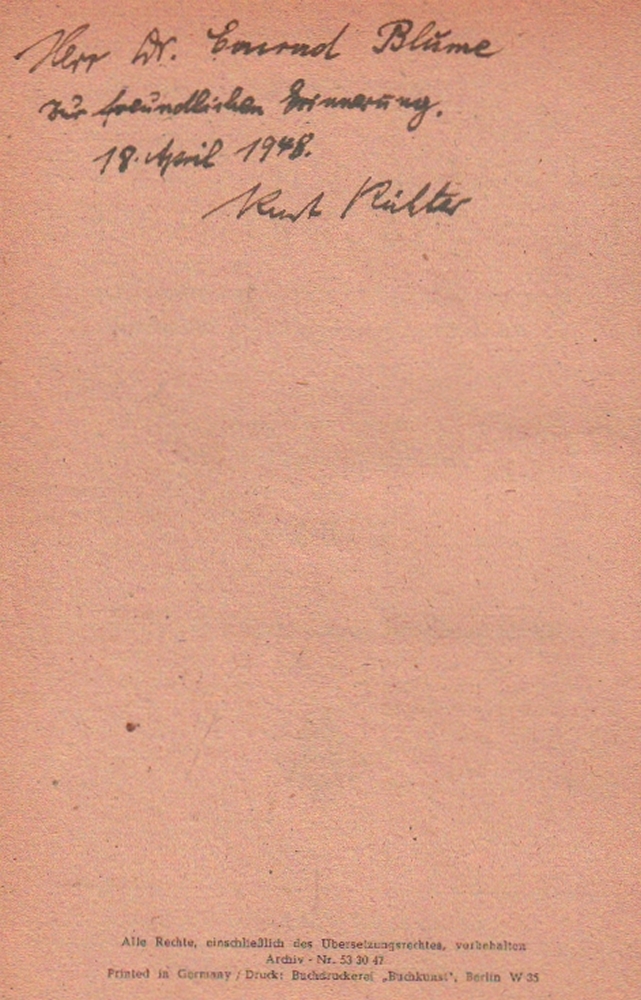 Herr Dr. Conrad Blume
zur freundlichen Erinnerung.
18. April 1948.
Kurt Richter
Alle Rechte, einschließlich des Übersetzungsrechtes, vorbehalten
Archiv - Nr. 53 30 47
Printed in Germany / Druck: Buchdruckerei „Buchkunst", Berlin W 35